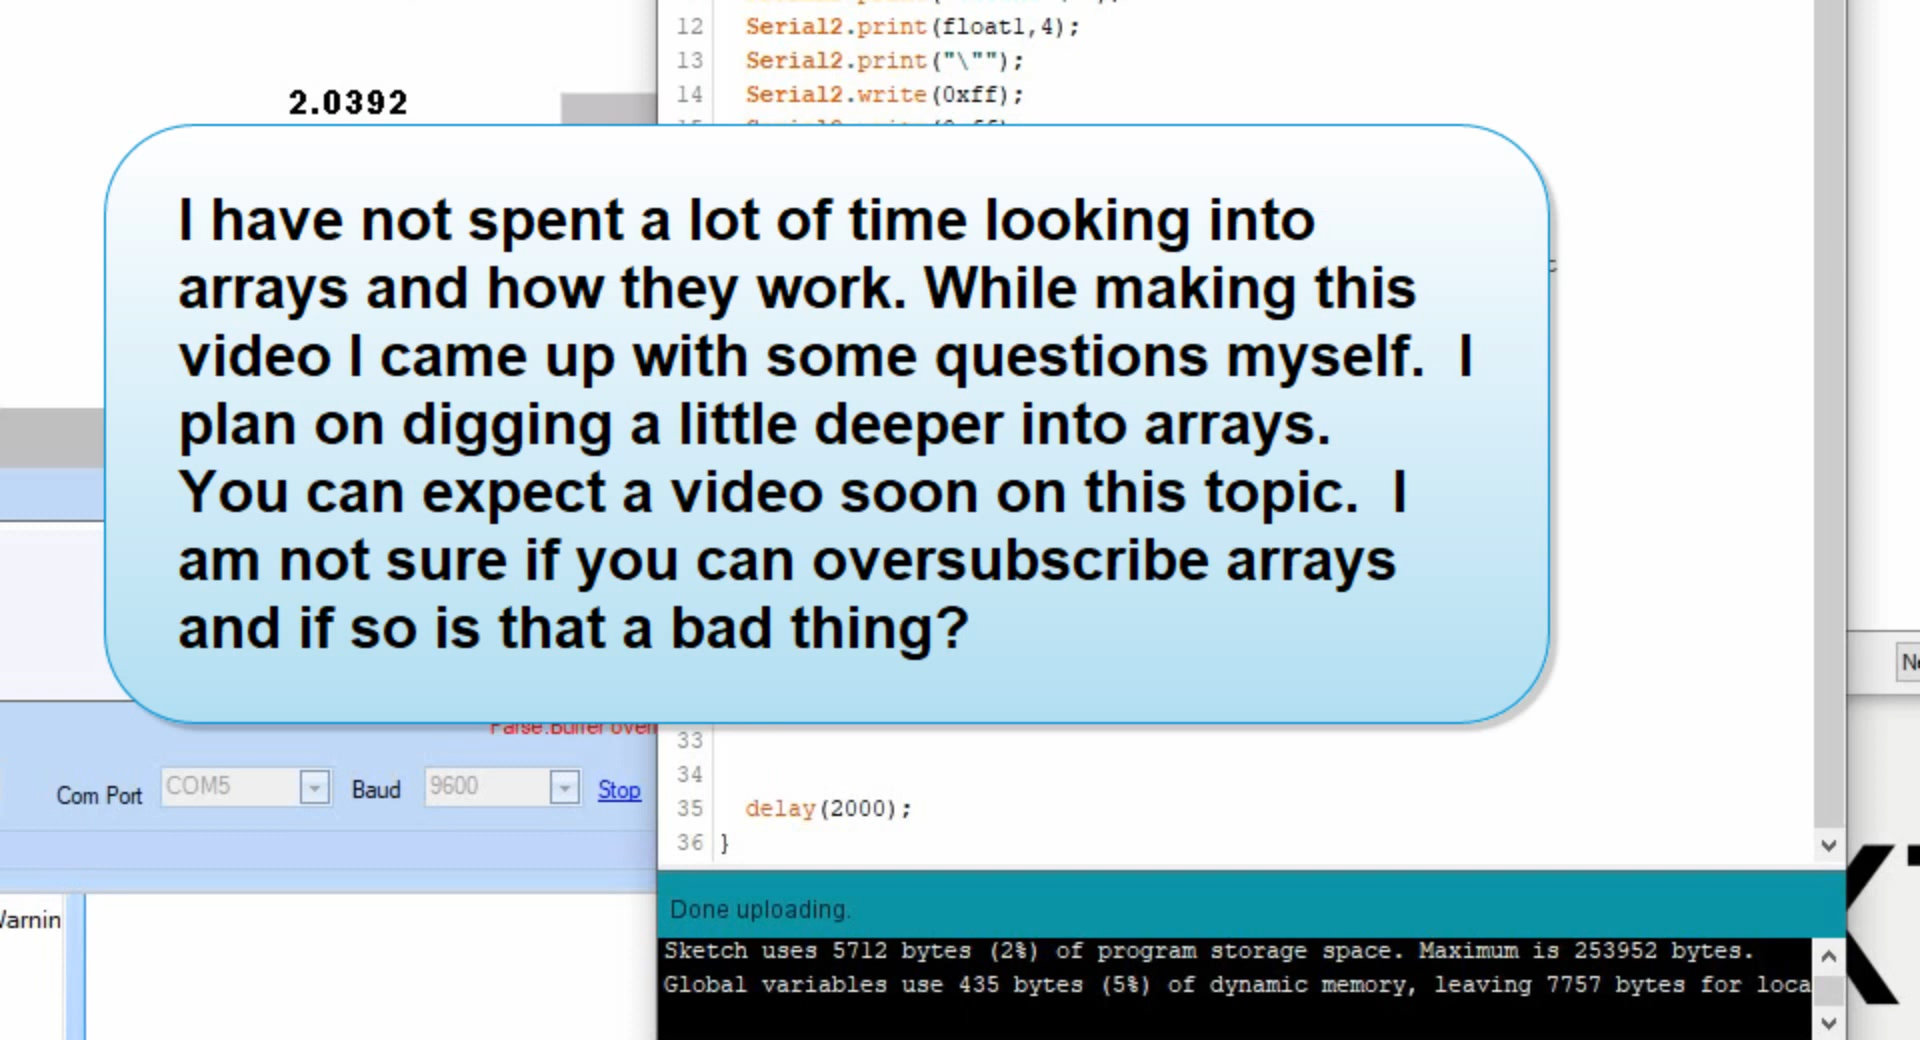 12 Serial2.print(float1,4);
13 Serial2.print("\"");
2.0392
14 Serial2.write(0xff);
I have not spent a lot of time looking into
arrays and how they work. While making this
video I came up with some questions myself.  I
plan on digging a little deeper into arrays.
You can expect a video soon on this topic.  I
am not sure if you can oversubscribe arrays
and if so is that a bad thing?
33
34
Com Port COM5 Baud 9600 Stop
35 delay(2000);
36 }
Done uploading.
Sketch uses 5712 bytes (2%) of program storage space. Maximum is 253952 bytes.
Global variables use 435 bytes (5%) of dynamic memory, leaving 7757 bytes for loca